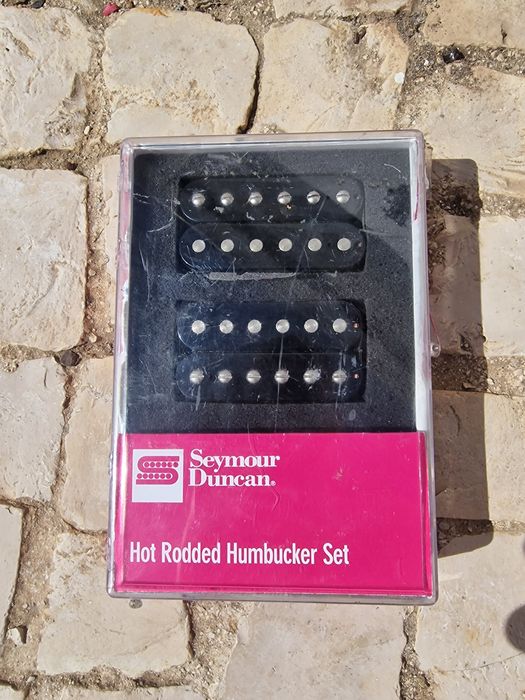 Seymour
Duncan®
Hot Rodded Humbucker Set